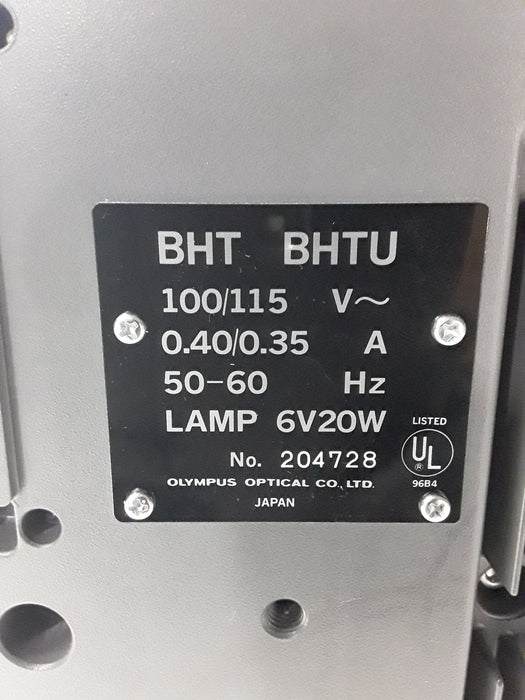 BHT BHTU
100/115 V~
0.40/0.35 A
50-60 Hz
LAMP 6V20W
LISTED
UL
®
96B4
No. 204728
OLYMPUS OPTICAL CO., LTD.
JAPAN